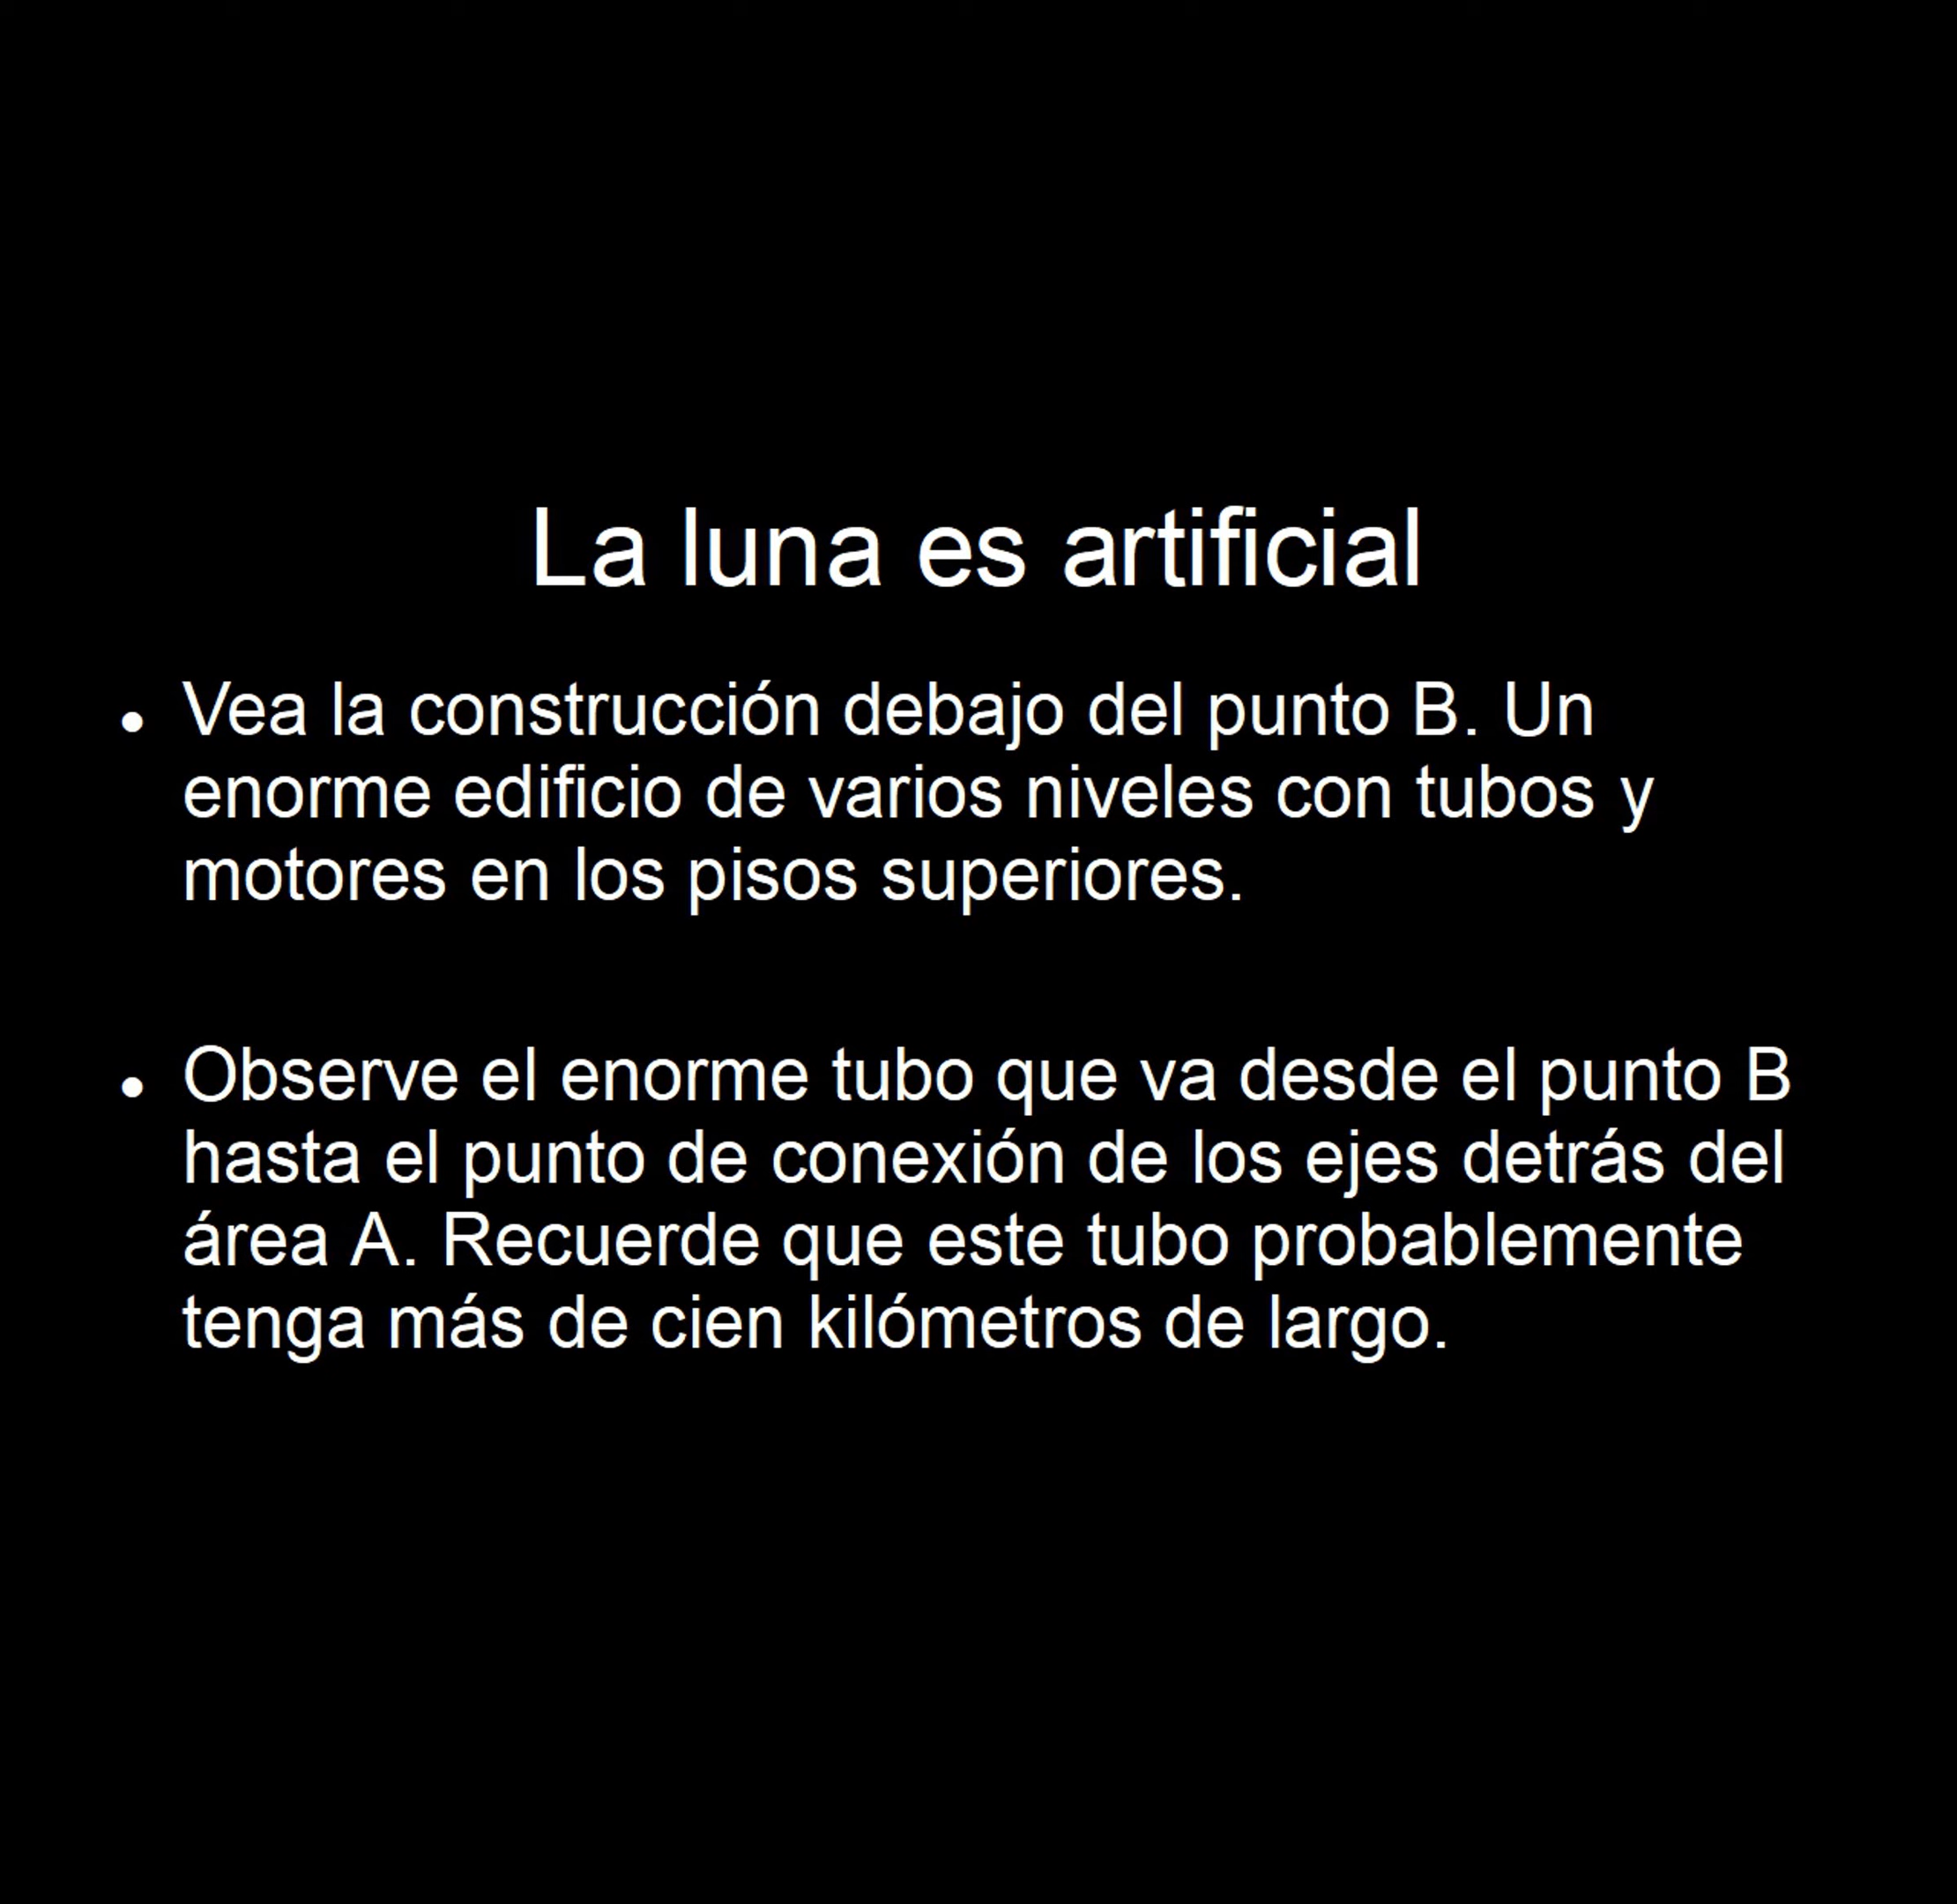 La luna es artificial
• Vea la construcción debajo del punto B. Un
enorme edificio de varios niveles con tubos y
motores en los pisos superiores.
• Observe el enorme tubo que va desde el punto B
hasta el punto de conexión de los ejes detrás del
área A. Recuerde que este tubo probablemente
tenga más de cien kilómetros de largo.